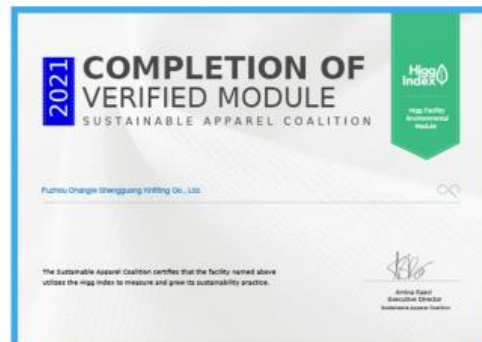 2021
COMPLETION OF
VERIFIED MODULE
SUSTAINABLE APPAREL COALITION
Higg
Index
Higg Facility
Environmental
Module
Fuzhou Changle Shengguang Knitting Co., Ltd.
The Sustainable Apparel Coalition certifies that the facility named above
utilizes the Higg Index to measure and grow its sustainability practice.
Amina Razvi
Executive Director
Sustainable Apparel Coalition